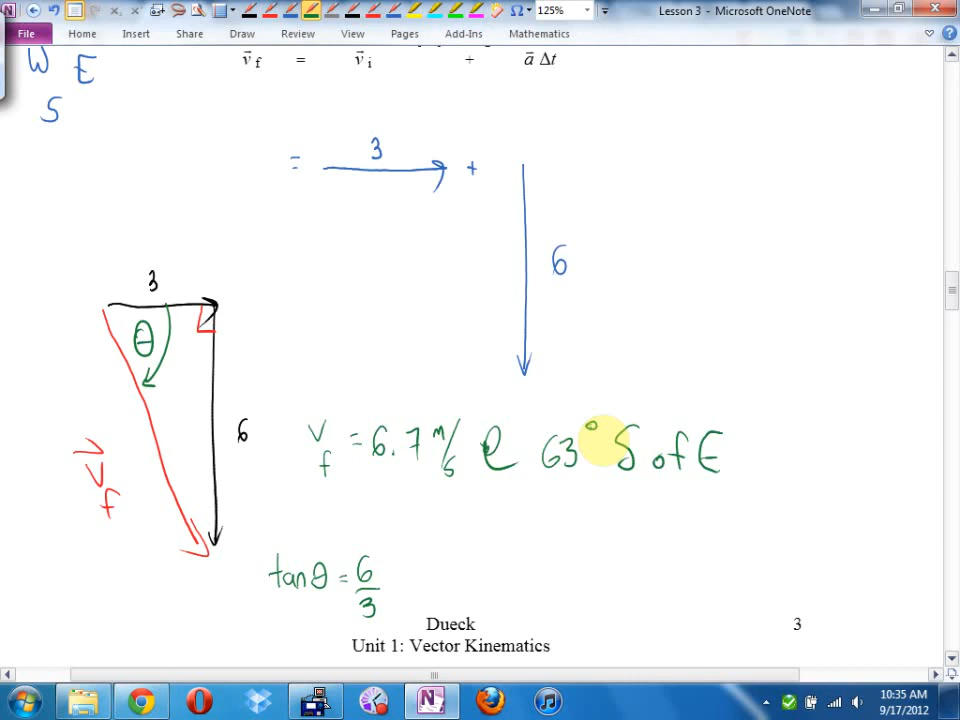 125%
Lesson 3 - Microsoft OneNote
File Home Insert Share Draw Review View Pages Add-Ins Mathematics
W E
S
v⃗ f = v⃗ i + a⃗ Δt
= 3 +
6
3
θ
6
v⃗ f
v f = 6.7 m/s @ 63° S of E
tanθ = 6/3
Dueck 3
Unit 1: Vector Kinematics
10:35 AM
9/17/2012